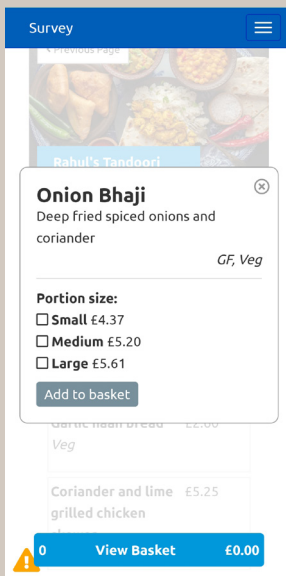 Survey
Previous Page
Rahul's Tandoori
Onion Bhaji
Deep fried spiced onions and
coriander
GF, Veg
Portion size:
Small £4.37
Medium £5.20
Large £5.61
Add to basket
Garlic naan bread £2.60
Veg
Coriander and lime £5.25
grilled chicken
0 View Basket £0.00